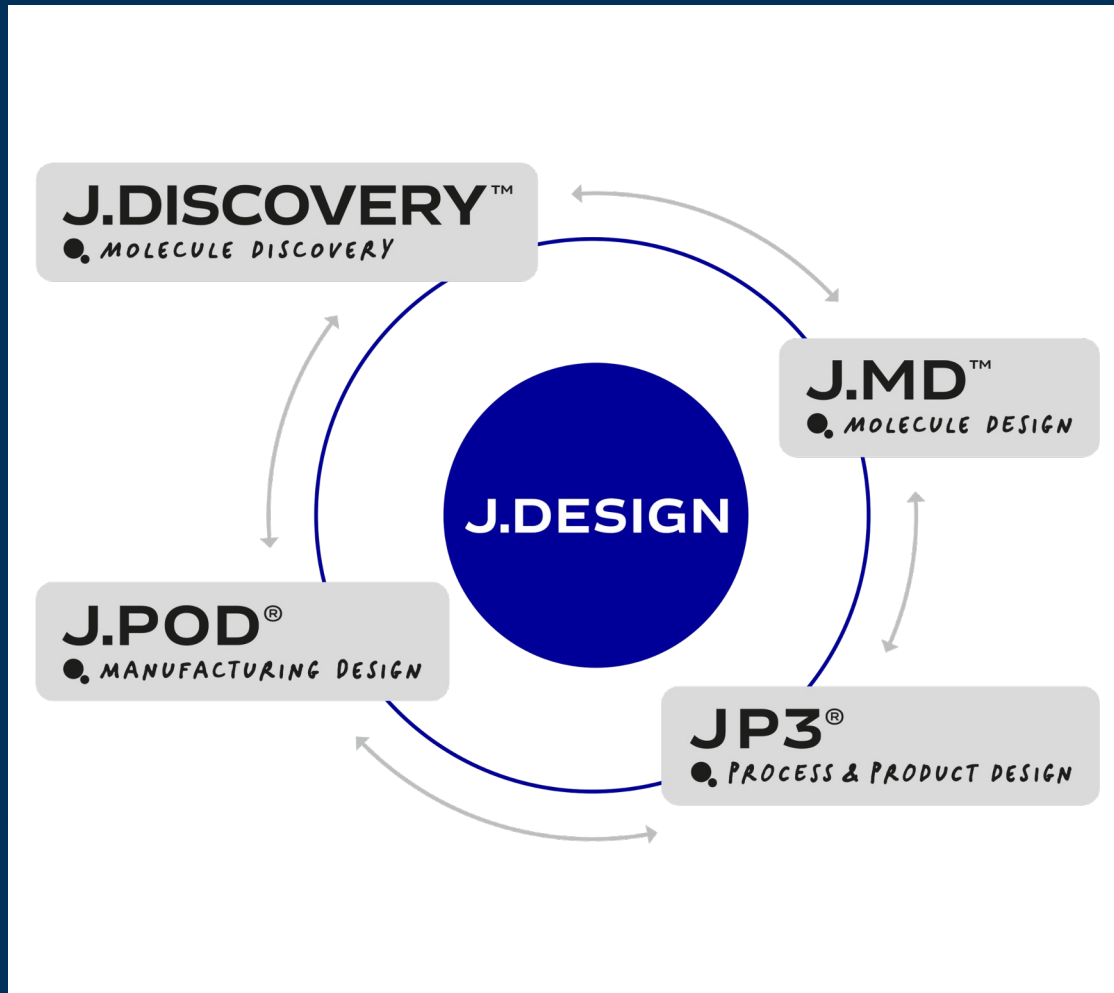 J.DISCOVERY™
MOLECULE DISCOVERY
J.MD™
MOLECULE DESIGN
J.DESIGN
J.POD®
MANUFACTURING DESIGN
JP3®
PROCESS & PRODUCT DESIGN